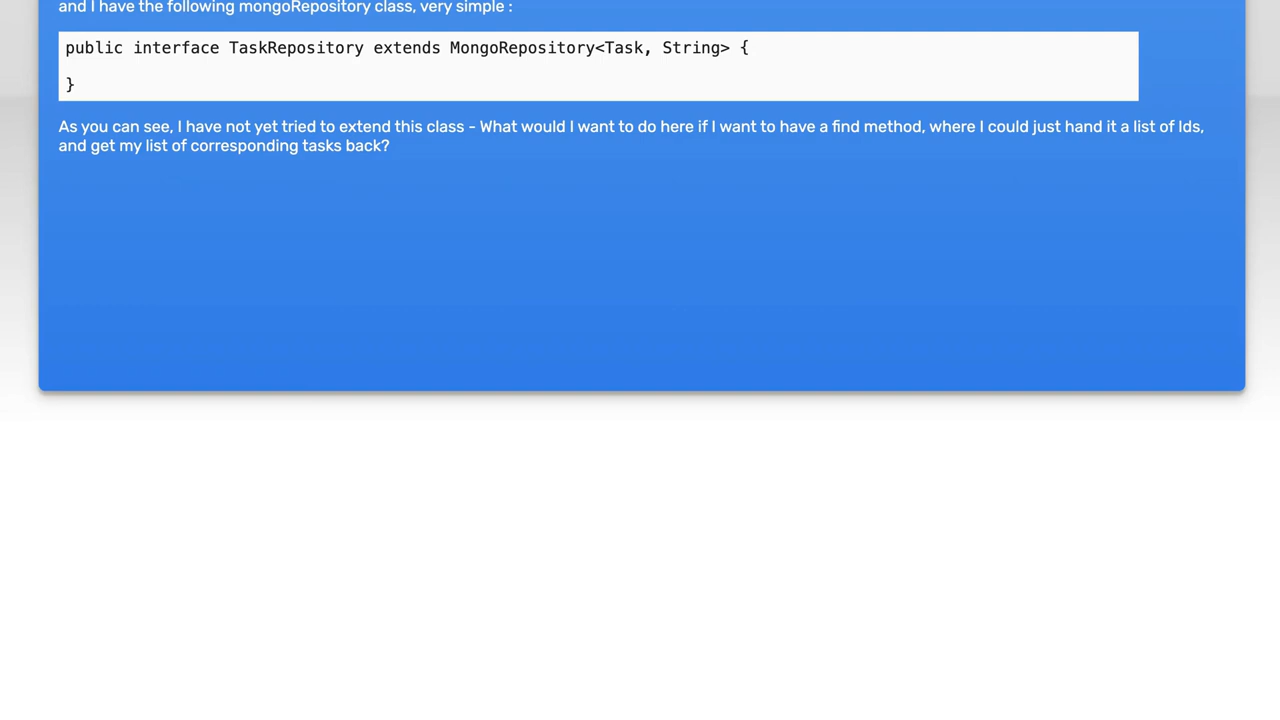 and I have the following mongoRepository class, very simple :
public interface TaskRepository extends MongoRepository<Task, String> {
}
As you can see, I have not yet tried to extend this class - What would I want to do here if I want to have a find method, where I could just hand it a list of Ids,
and get my list of corresponding tasks back?